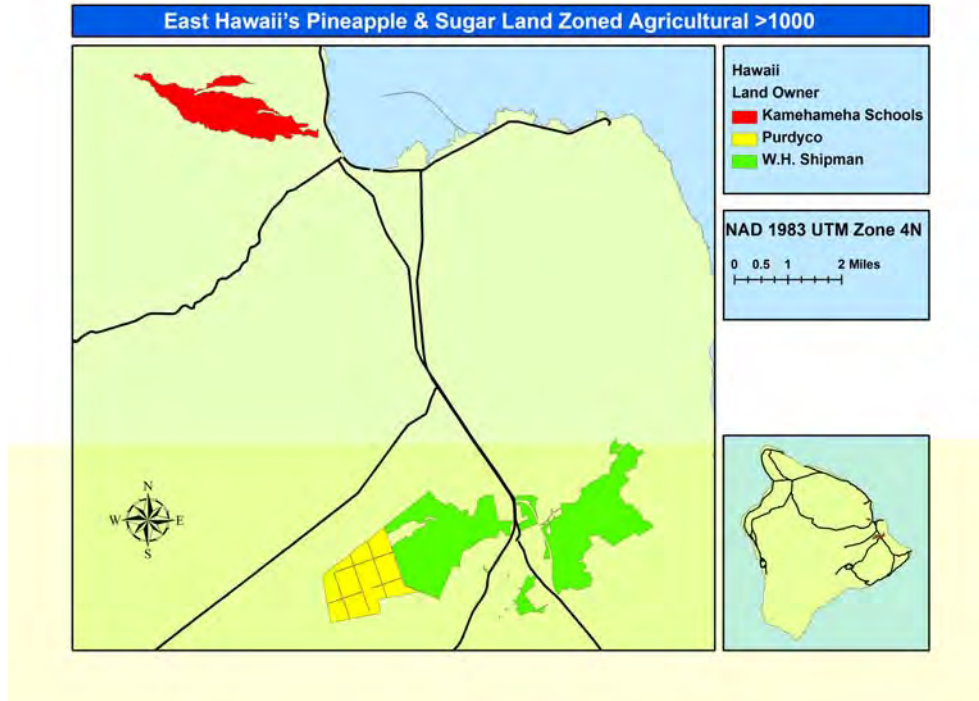 East Hawaii's Pineapple & Sugar Land Zoned Agricultural >1000
Hawaii
Land Owner
Kamehameha Schools
Purdyco
W.H. Shipman
NAD 1983 UTM Zone 4N
0 0.5 1 2 Miles
N
W E
S